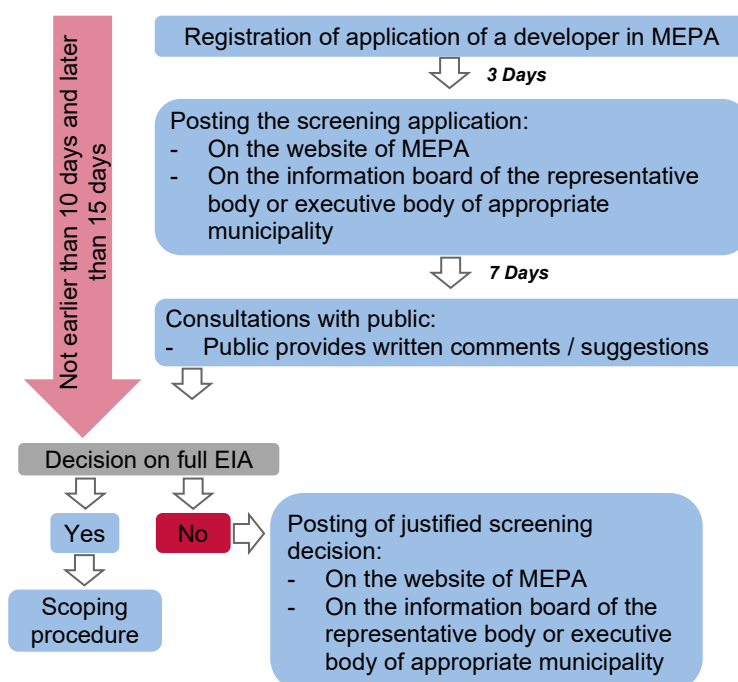 Registration of application of a developer in MEPA
3 Days
Not earlier than 10 days and later
than 15 days
Posting the screening application:
- On the website of MEPA
- On the information board of the representative
body or executive body of appropriate
municipality
7 Days
Consultations with public:
- Public provides written comments / suggestions
Decision on full EIA
Yes
No
Scoping
procedure
Posting of justified screening
decision:
- On the website of MEPA
- On the information board of the
representative body or executive
body of appropriate municipality